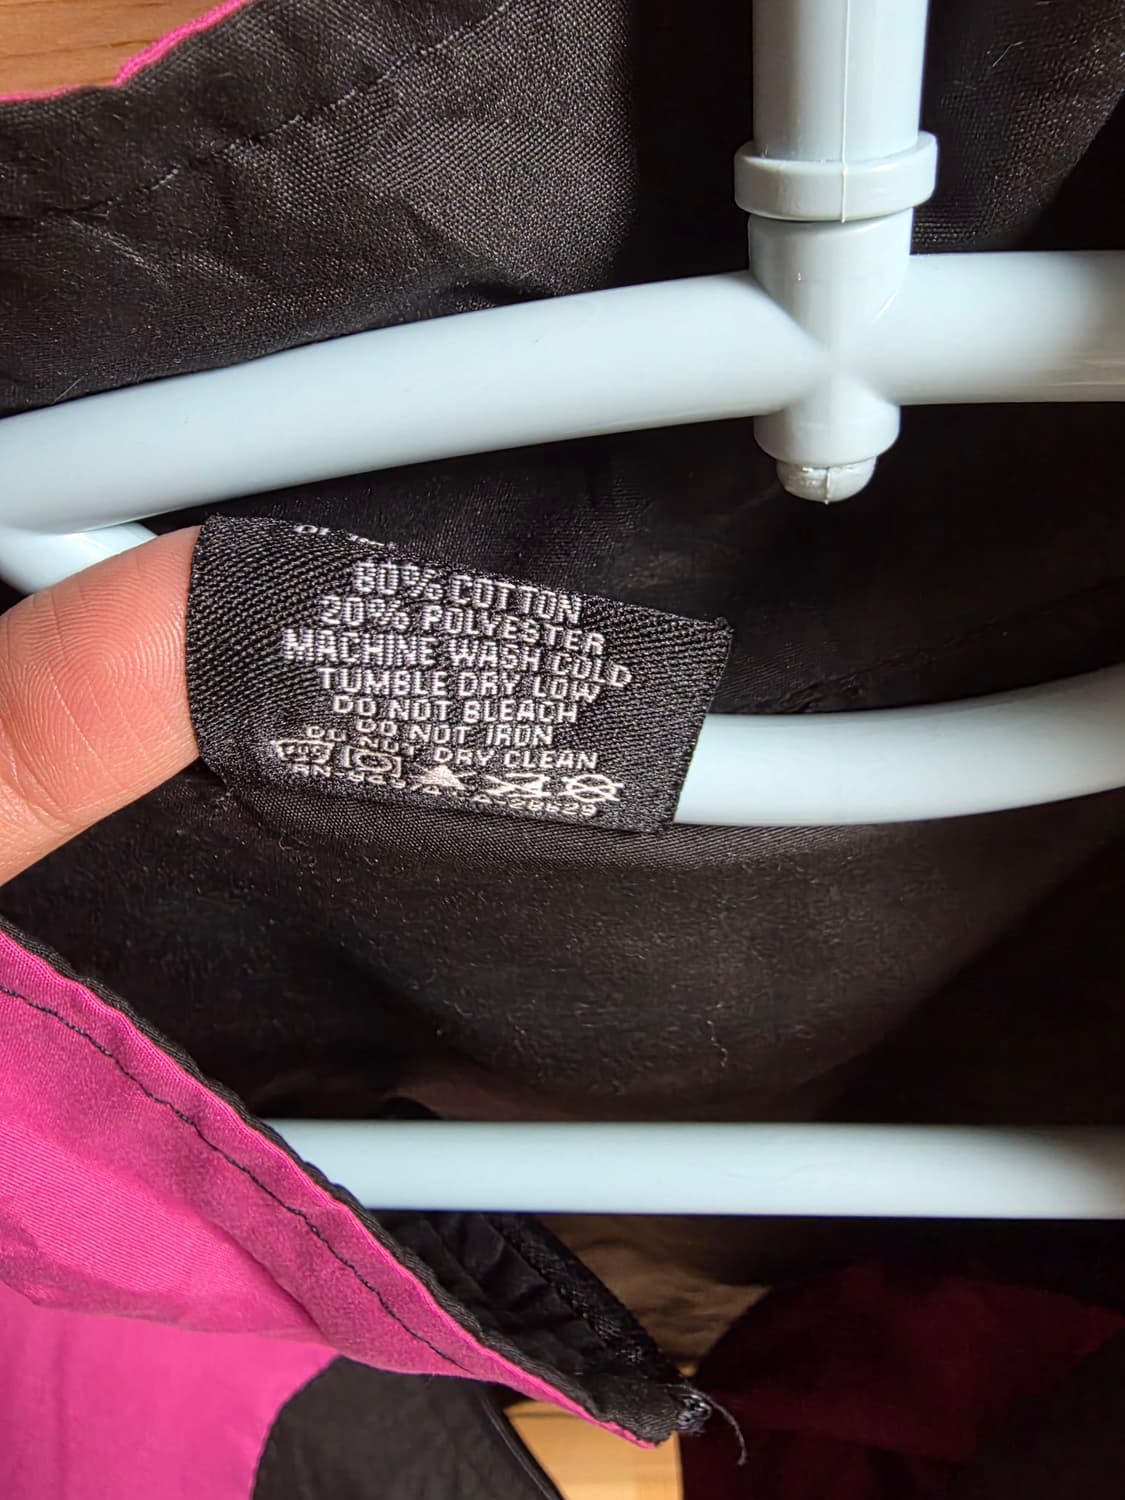 80% COTTON
20% POLYESTER
MACHINE WASH COLD
TUMBLE DRY LOW
DO NOT BLEACH
DO NOT IRON
DO NOT DRY CLEAN